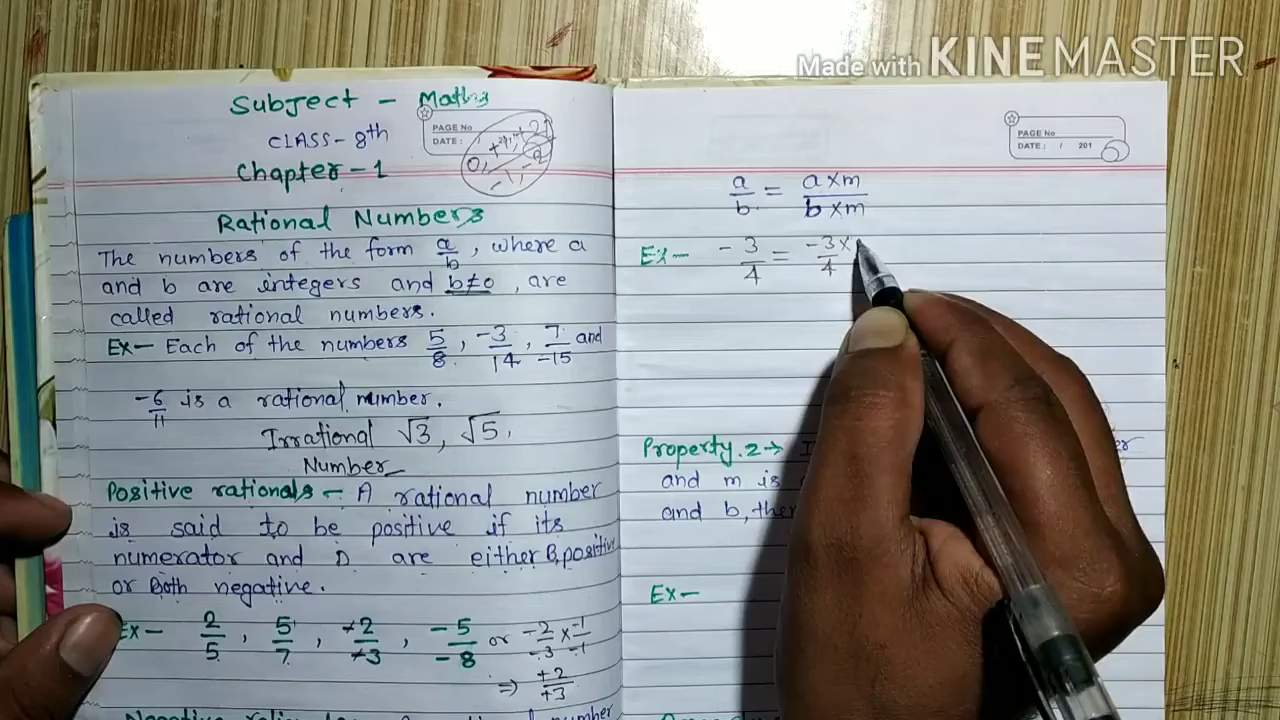 Made with KINEMASTER
Subject - Maths
PAGE No
DATE:
CLASS - 8th
Chapter - 1
Rational Numbers
The numbers of the form a/b, where a
and b are integers and b≠0, are
called rational numbers.
Ex- Each of the numbers 5/8, -3/14, 7/-15 and
-6/11 is a rational number.
Irrational √3, √5,
Number
Positive rationals - A rational number
is said to be positive if its
numerator and D are either B, positive
or Both negative.
Ex- 2/5, 5/7, -2/-3, -5/-8 or -2/-3 × -1/-1
⇒ +2/+3
PAGE No
DATE: / 201
a/b = a×m/b×m
Ex- -3/4 = -3×/4
Property.2→
and m is
and b, ther
Ex-